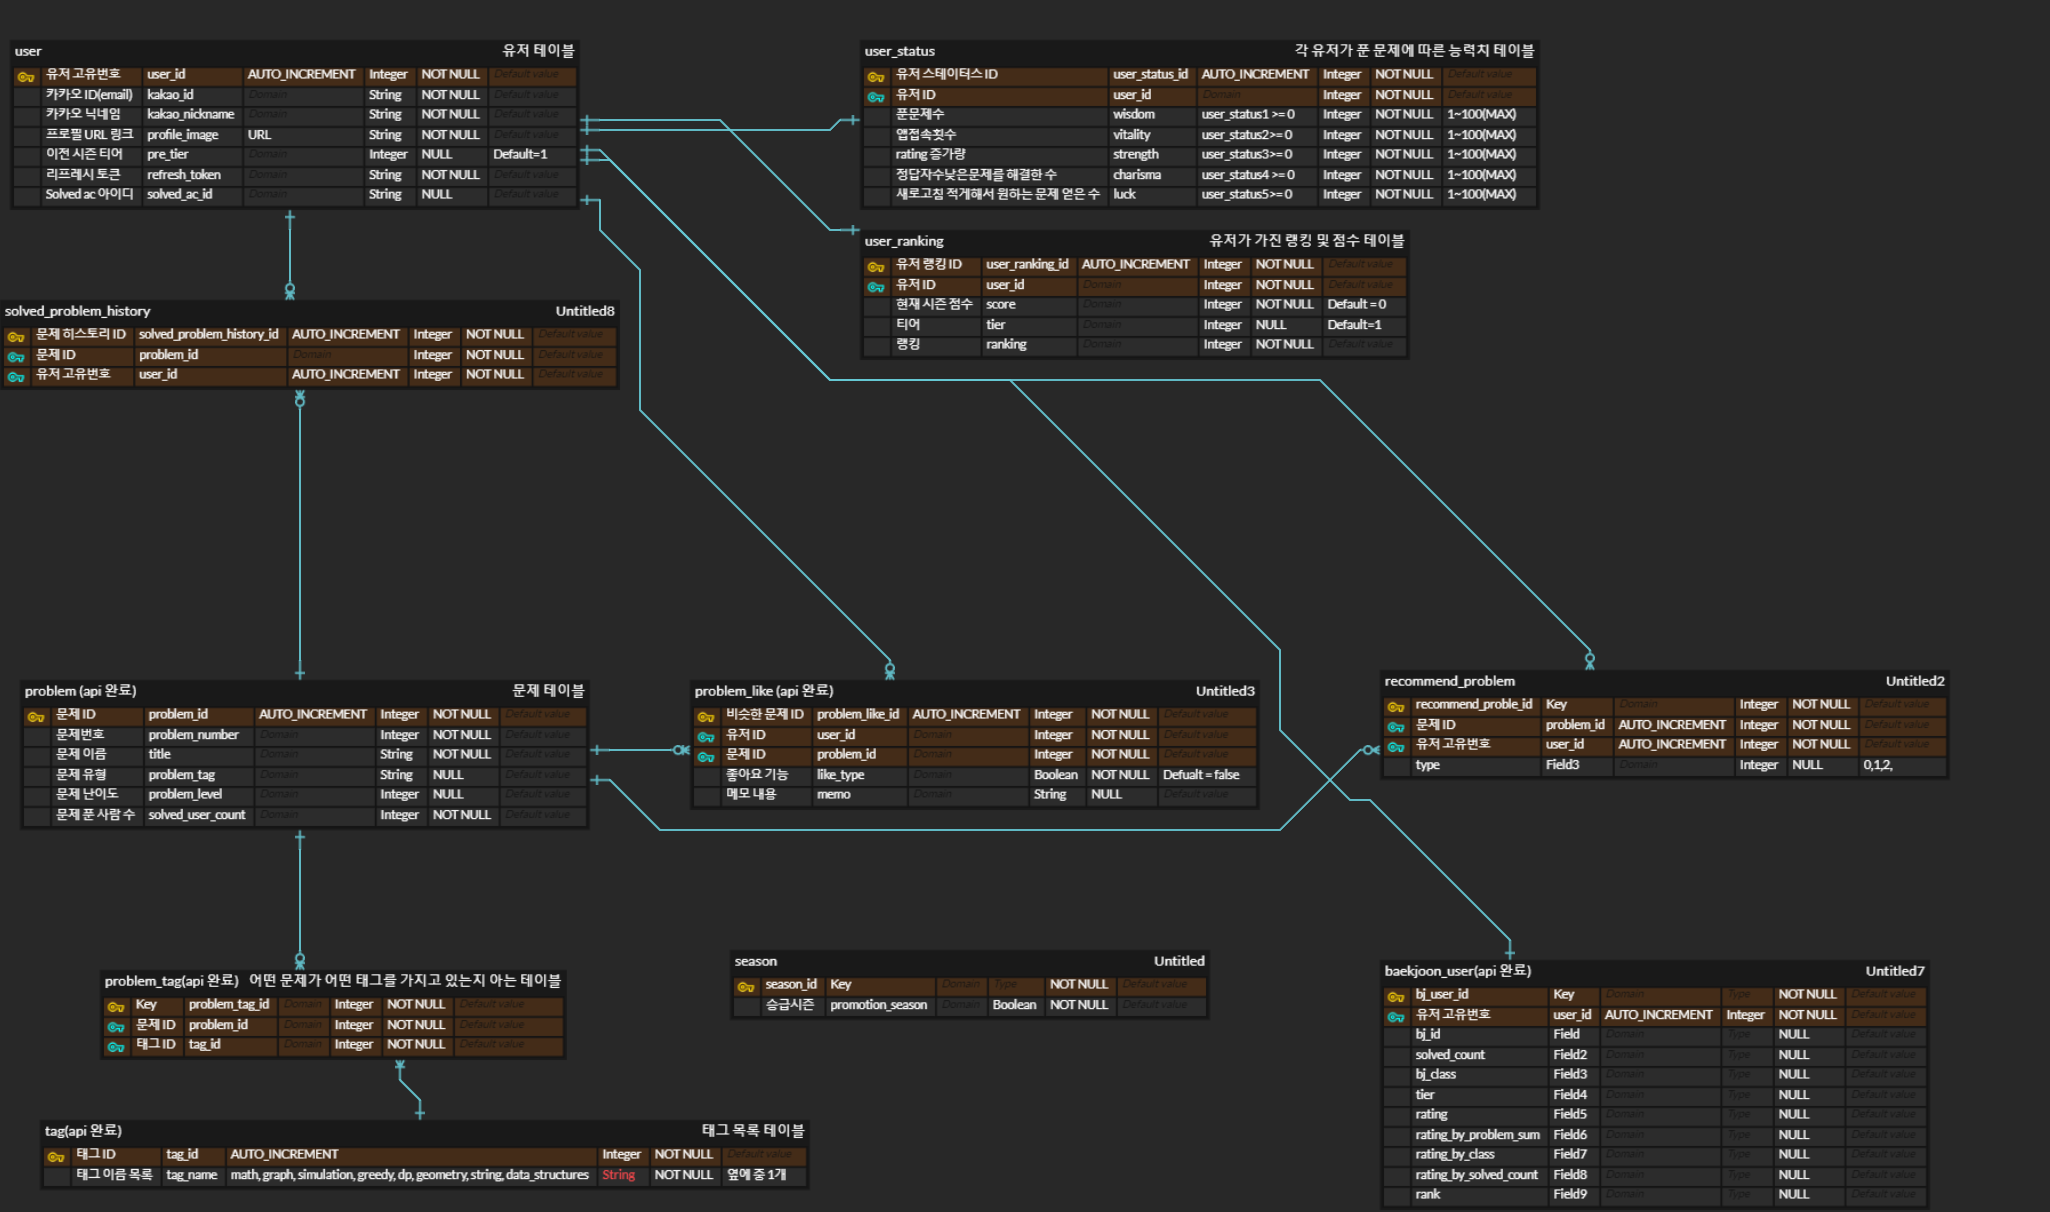 user 유저 테이블
유저 고유번호 user_id AUTO_INCREMENT Integer NOT NULL Default value
카카오 ID(email) kakao_id Domain String NOT NULL Default value
카카오 닉네임 kakao_nickname Domain String NOT NULL Default value
프로필 URL 링크 profile_image URL String NOT NULL Default value
이전 시즌 티어 pre_tier Domain Integer NULL Default=1
리프레시 토큰 refresh_token Domain String NOT NULL Default value
Solved ac 아이디 solved_ac_id Domain String NULL Default value
user_status 각 유저가 푼 문제에 따른 능력치 테이블
유저 스테이터스 ID user_status_id AUTO_INCREMENT Integer NOT NULL Default value
유저 ID user_id Domain Integer NOT NULL Default value
푼문제수 wisdom user_status1 >= 0 Integer NOT NULL 1~100(MAX)
앱접속횟수 vitality user_status2>= 0 Integer NOT NULL 1~100(MAX)
rating 증가량 strength user_status3>= 0 Integer NOT NULL 1~100(MAX)
정답자수낮은문제를 해결한 수 charisma user_status4 >= 0 Integer NOT NULL 1~100(MAX)
새로고침 적게해서 원하는 문제 얻은 수 luck user_status5>= 0 Integer NOT NULL 1~100(MAX)
user_ranking 유저가 가진 랭킹 및 점수 테이블
유저 랭킹 ID user_ranking_id AUTO_INCREMENT Integer NOT NULL Default value
유저 ID user_id Domain Integer NOT NULL Default value
현재 시즌 점수 score Domain Integer NOT NULL Default = 0
티어 tier Domain Integer NULL Default=1
랭킹 ranking Domain Integer NOT NULL Default value
solved_problem_history Untitled8
문제 히스토리 ID solved_problem_history_id AUTO_INCREMENT Integer NOT NULL Default value
문제 ID problem_id Domain Integer NOT NULL Default value
유저 고유번호 user_id AUTO_INCREMENT Integer NOT NULL Default value
problem (api 완료) 문제 테이블
문제 ID problem_id AUTO_INCREMENT Integer NOT NULL Default value
문제번호 problem_number Domain Integer NOT NULL Default value
문제 이름 title Domain String NOT NULL Default value
문제 유형 problem_tag Domain String NULL Default value
문제 난이도 problem_level Domain Integer NULL Default value
문제 푼 사람 수 solved_user_count Domain Integer NOT NULL Default value
problem_like (api 완료) Untitled3
비슷한 문제 ID problem_like_id AUTO_INCREMENT Integer NOT NULL Default value
유저 ID user_id Domain Integer NOT NULL Default value
문제 ID problem_id Domain Integer NOT NULL Default value
좋아요 기능 like_type Domain Boolean NOT NULL Defualt = false
메모 내용 memo Domain String NULL Default value
recommend_problem Untitled2
recommend_proble_id Key Domain Integer NOT NULL Default value
문제 ID problem_id AUTO_INCREMENT Integer NOT NULL Default value
유저 고유번호 user_id AUTO_INCREMENT Integer NOT NULL Default value
type Field3 Domain Integer NULL 0,1,2,
problem_tag(api 완료) 어떤 문제가 어떤 태그를 가지고 있는지 아는 테이블
Key problem_tag_id Domain Integer NOT NULL Default value
문제 ID problem_id Domain Integer NOT NULL Default value
태그 ID tag_id Domain Integer NOT NULL Default value
season Untitled
season_id Key Domain Type NOT NULL Default value
승급시즌 promotion_season Domain Boolean NOT NULL Default value
baekjoon_user(api 완료) Untitled7
bj_user_id Key Domain Type NOT NULL Default value
유저 고유번호 user_id AUTO_INCREMENT Integer NOT NULL Default value
bj_id Field Domain Type NULL Default value
solved_count Field2 Domain Type NULL Default value
bj_class Field3 Domain Type NULL Default value
tier Field4 Domain Type NULL Default value
rating Field5 Domain Type NULL Default value
rating_by_problem_sum Field6 Domain Type NULL Default value
rating_by_class Field7 Domain Type NULL Default value
rating_by_solved_count Field8 Domain Type NULL Default value
rank Field9 Domain Type NULL Default value
tag(api 완료) 태그 목록 테이블
태그 ID tag_id AUTO_INCREMENT Integer NOT NULL Default value
태그 이름 목록 tag_name math, graph, simulation, greedy, dp, geometry, string, data_structures String NOT NULL 옆에 중 1개